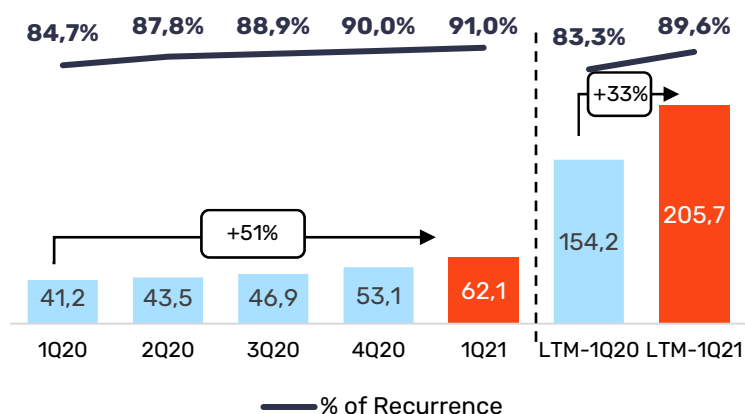 84,7% 87,8% 88,9% 90,0% 91,0% 83,3% 89,6%
+33%
+51%
41,2 43,5 46,9 53,1 62,1 154,2 205,7
1Q20 2Q20 3Q20 4Q20 1Q21 LTM-1Q20 LTM-1Q21
% of Recurrence